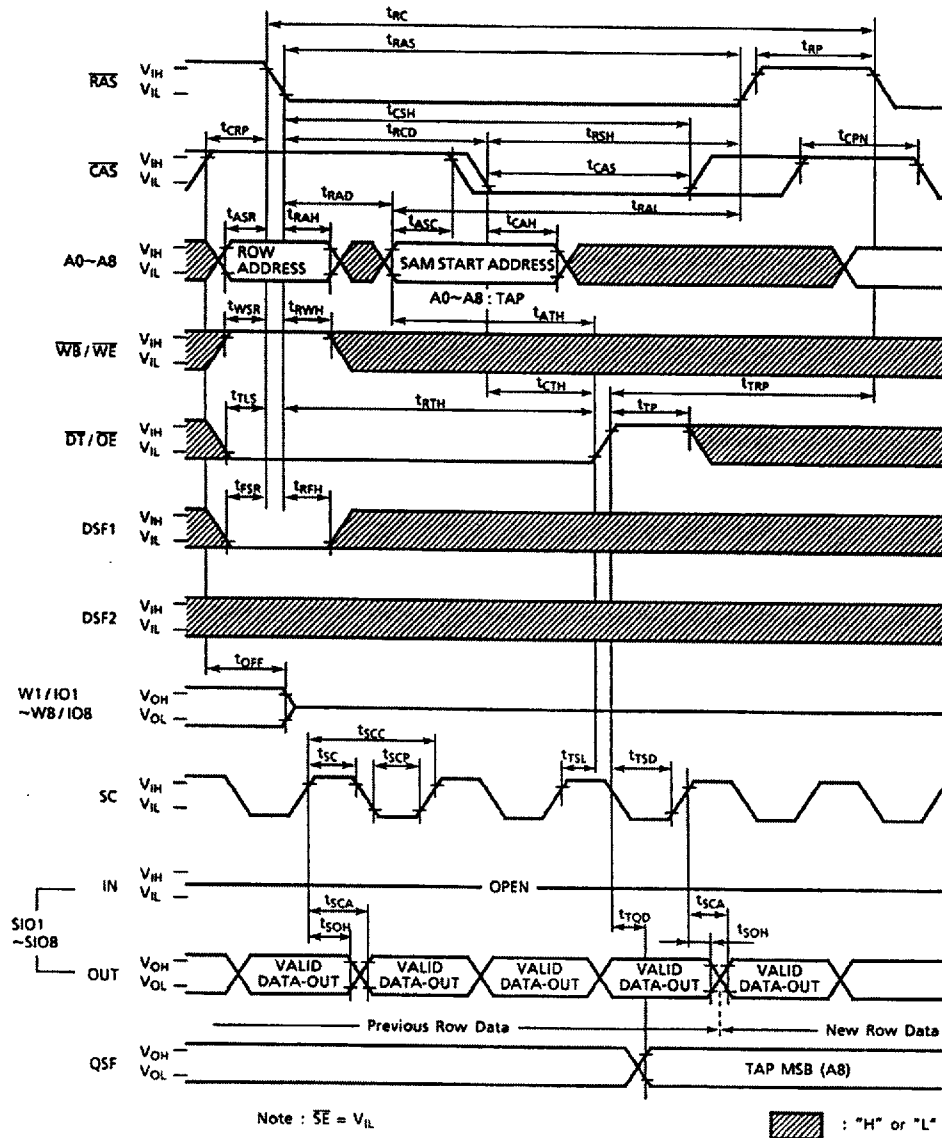 tRC
tRAS
tRP
RAS
VIH
VIL
tCSH
tCRP
tRCD
tRSH
tCPN
CAS
VIH
VIL
tCAS
tRAD
tRAL
tASR
tRAH
tASC
tCAH
A0~A8
VIH
VIL
ROW ADDRESS
SAM START ADDRESS
A0~A8 : TAP
tWSR
tRWH
tATH
WB/WE
VIH
VIL
tCTH
tTRP
tTLS
tRTH
tTP
DT/OE
VIH
VIL
tFSR
tRFH
DSF1
VIH
VIL
DSF2
VIH
VIL
tOFF
W1/IO1
~W8/IO8
VOH
VOL
tSCC
tSC
tSCP
tTSL
tTSD
SC
VIH
VIL
SIO1
~SIO8
IN
VIH
VIL
OPEN
tSCA
tSOH
tTQD
tSCA
tSOH
OUT
VOH
VOL
VALID DATA-OUT
VALID DATA-OUT
VALID DATA-OUT
VALID DATA-OUT
VALID DATA-OUT
Previous Row Data
New Row Data
QSF
VOH
VOL
TAP MSB (A8)
Note : SE = VIL
: "H" or "L"